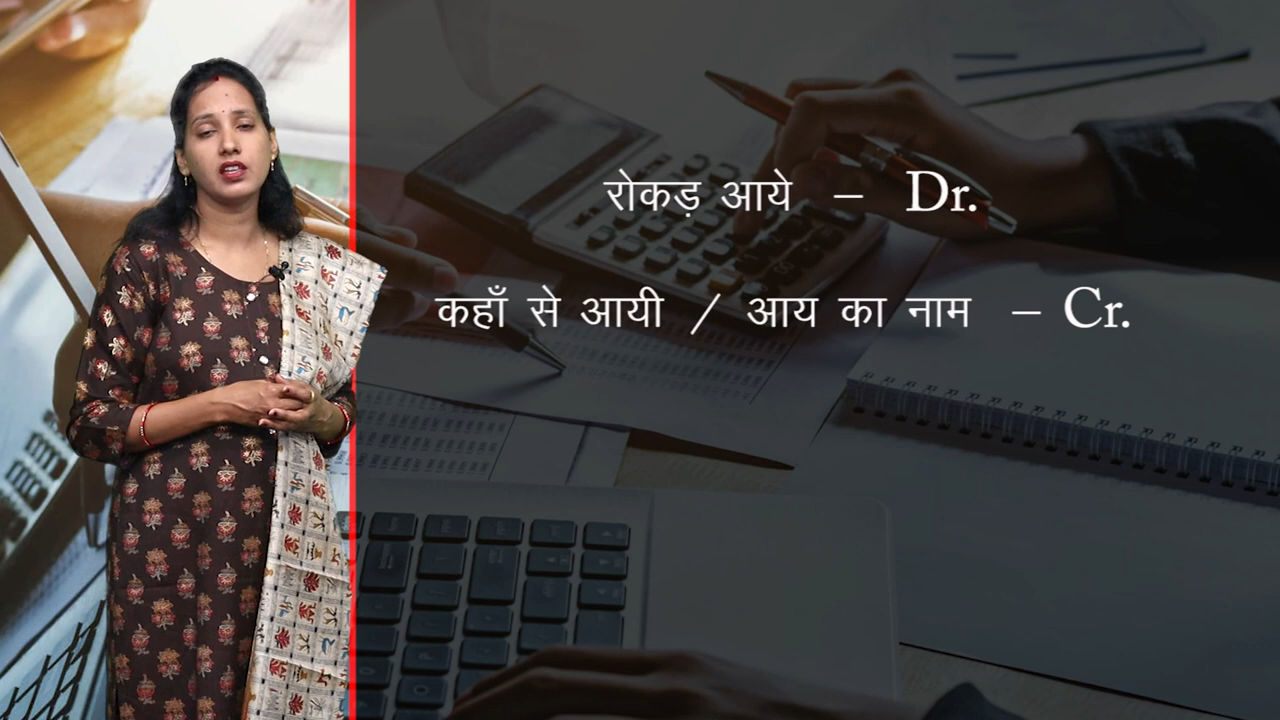 रोकड़ आये – Dr.
कहाँ से आयी / आय का नाम – Cr.